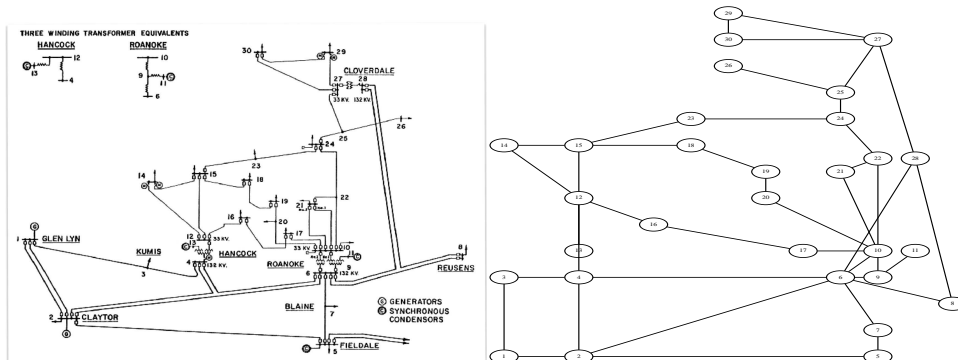 THREE WINDING TRANSFORMER EQUIVALENTS
HANCOCK ROANOKE
12 10
C 13 4
9 C 11
6
30 29
CLOVERDALE
27 28
33 KV. 132 KV.
26
25
24
23
14 15 18
22
19 21
16 20
17
1 G GLEN LYN
12 33 KV.
13
C
HANCOCK
KUMIS
3
4 132 KV.
33 KV. 10
ROANOKE
11 C
6 9
132 KV.
8
REUSENS
BLAINE
7
2 CLAYTOR
G
G GENERATORS
C SYNCHRONOUS
CONDENSORS
C 5 FIELDALE
29
30 27
26
25
23 24
14 15 18
22 28
21
19
12 20
16
17 10 11
13
3 4 6 9
8
7
1 2 5